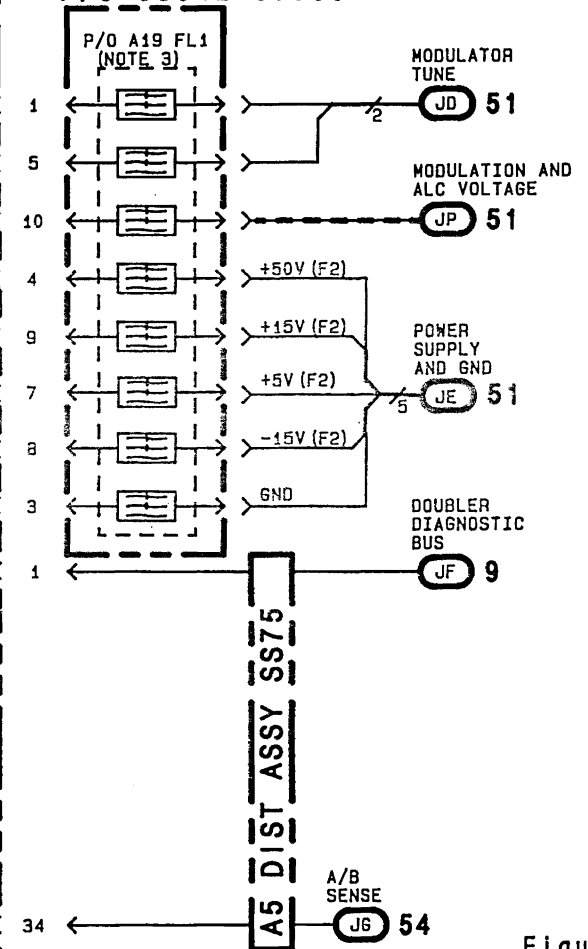 P/O A19 FL1
(NOTE 3)
MODULATOR
TUNE
1
2
JD 51
5
MODULATION AND
ALC VOLTAGE
10
JP 51
4
+50V (F2)
9
+15V (F2)
POWER
SUPPLY
AND GND
7
+5V (F2)
5
JE 51
8
-15V (F2)
3
GND
DOUBLER
DIAGNOSTIC
BUS
1
JF 9
A5 DIST ASSY SS75
A/B
SENSE
34
JG 54